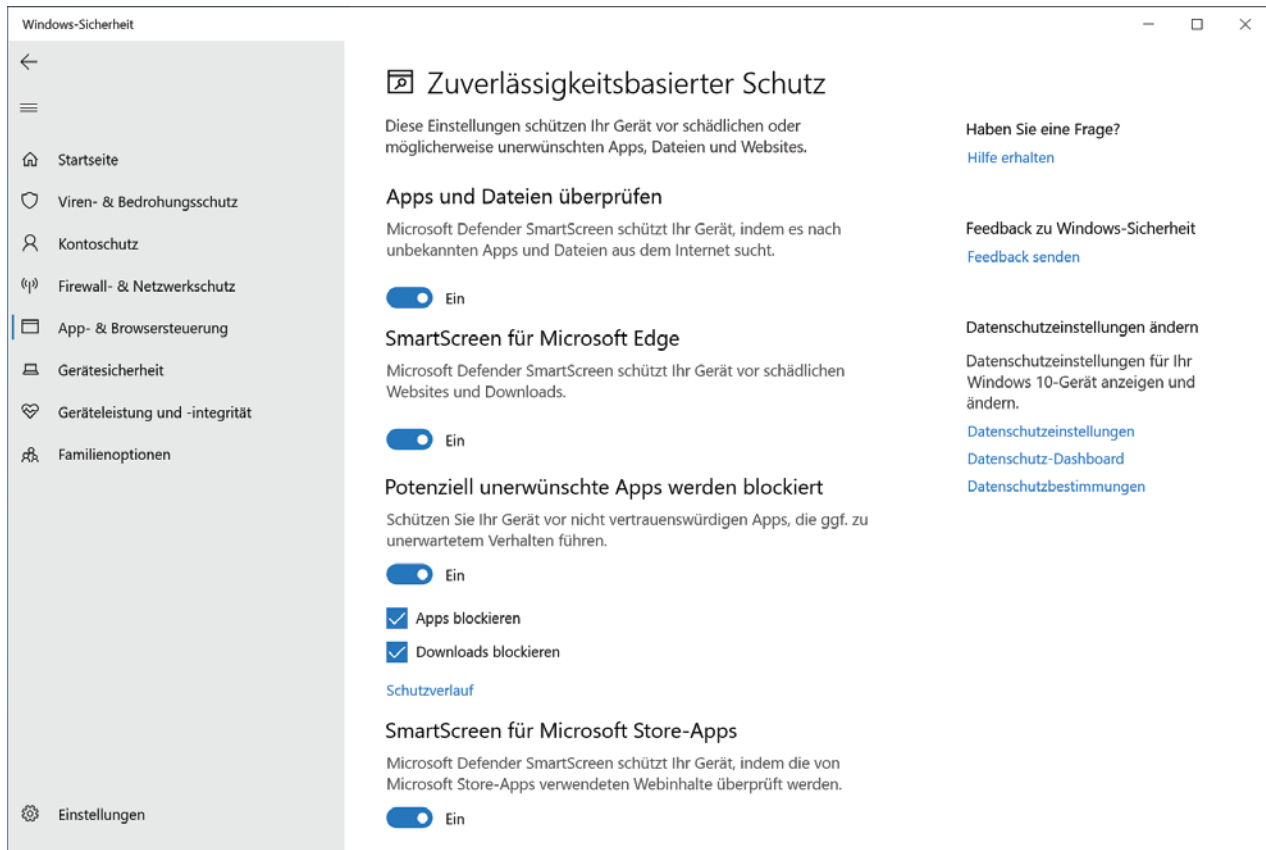 Windows-Sicherheit
Startseite
Viren- & Bedrohungsschutz
Kontoschutz
Firewall- & Netzwerkschutz
App- & Browsersteuerung
Gerätesicherheit
Geräteleistung und -integrität
Familienoptionen
Einstellungen
Zuverlässigkeitsbasierter Schutz
Diese Einstellungen schützen Ihr Gerät vor schädlichen oder
möglicherweise unerwünschten Apps, Dateien und Websites.
Apps und Dateien überprüfen
Microsoft Defender SmartScreen schützt Ihr Gerät, indem es nach
unbekannten Apps und Dateien aus dem Internet sucht.
Ein
SmartScreen für Microsoft Edge
Microsoft Defender SmartScreen schützt Ihr Gerät vor schädlichen
Websites und Downloads.
Ein
Potenziell unerwünschte Apps werden blockiert
Schützen Sie Ihr Gerät vor nicht vertrauenswürdigen Apps, die ggf. zu
unerwartetem Verhalten führen.
Ein
Apps blockieren
Downloads blockieren
Schutzverlauf
SmartScreen für Microsoft Store-Apps
Microsoft Defender SmartScreen schützt Ihr Gerät, indem die von
Microsoft Store-Apps verwendeten Webinhalte überprüft werden.
Ein
Haben Sie eine Frage?
Hilfe erhalten
Feedback zu Windows-Sicherheit
Feedback senden
Datenschutzeinstellungen ändern
Datenschutzeinstellungen für Ihr
Windows 10-Gerät anzeigen und
ändern.
Datenschutzeinstellungen
Datenschutz-Dashboard
Datenschutzbestimmungen